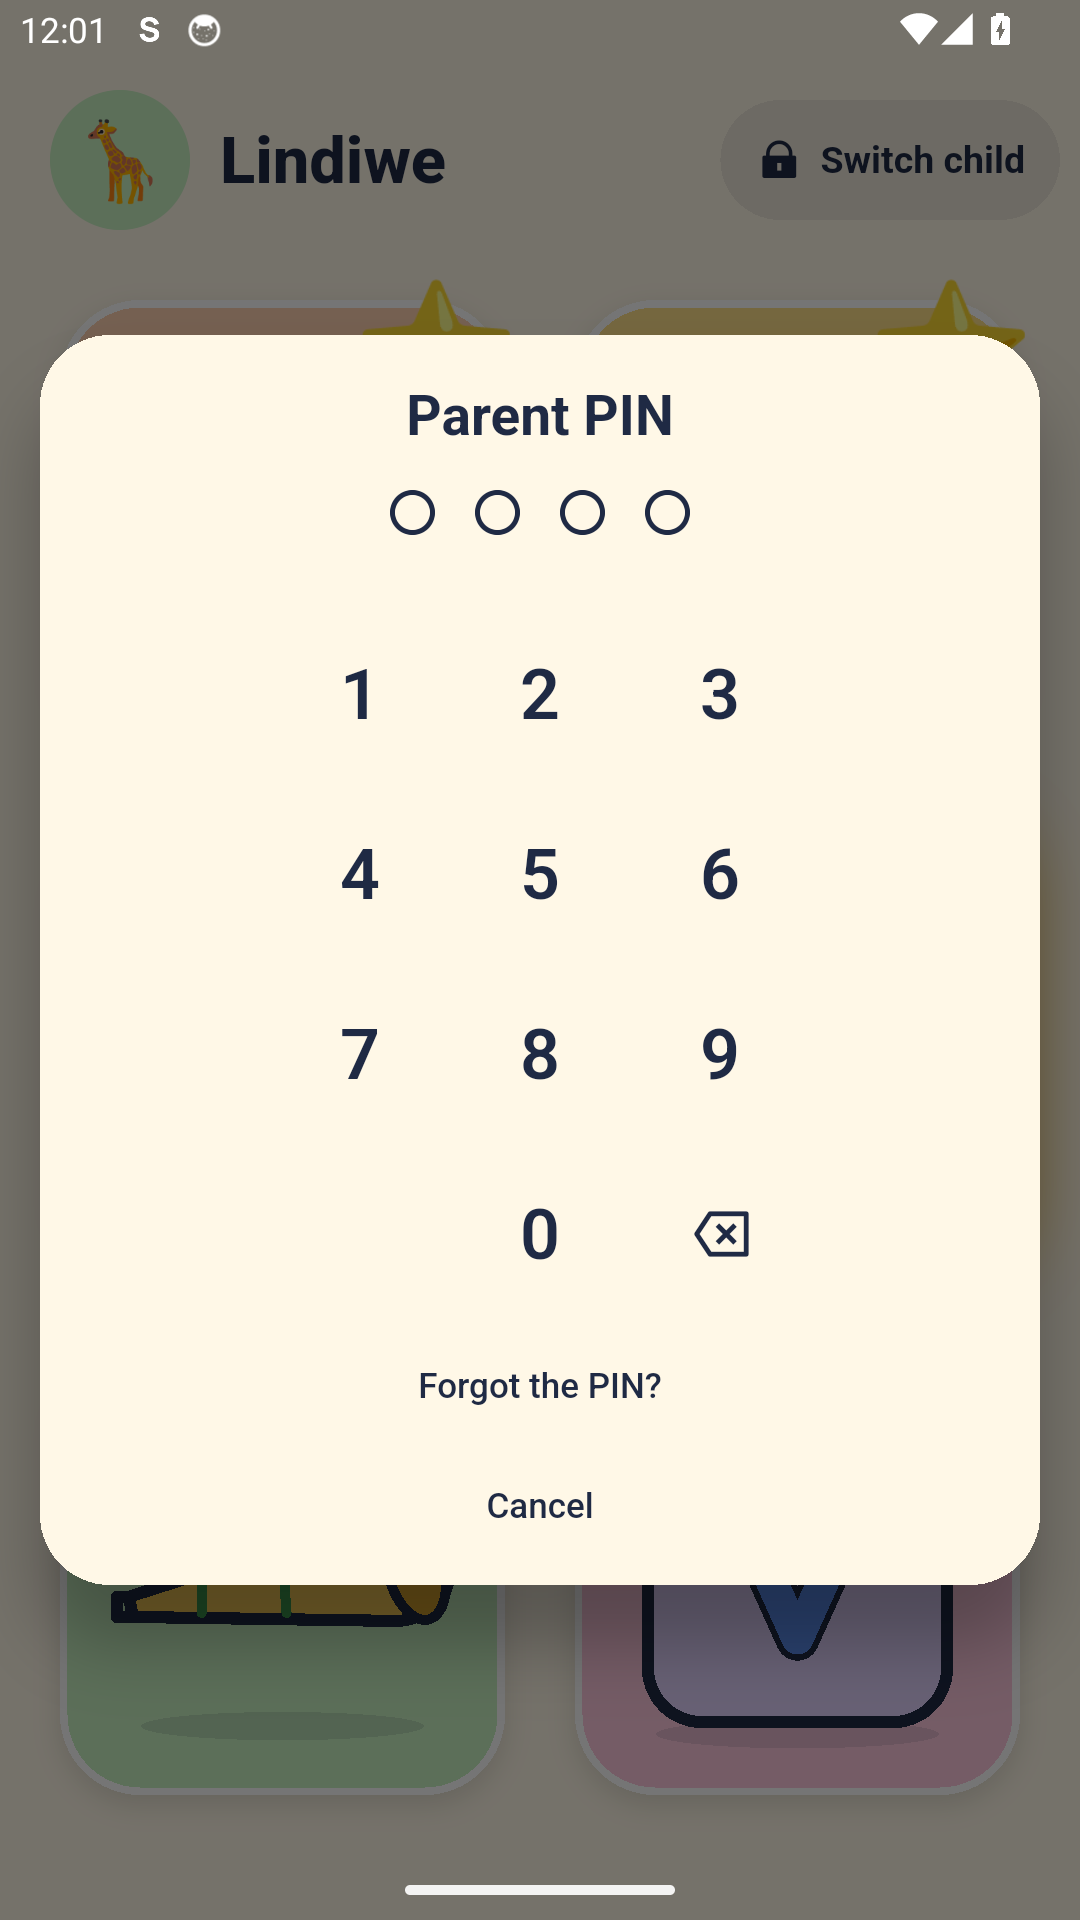 12:01 S
Lindiwe
Switch child
Parent PIN
1 2 3
4 5 6
7 8 9
0
Forgot the PIN?
Cancel